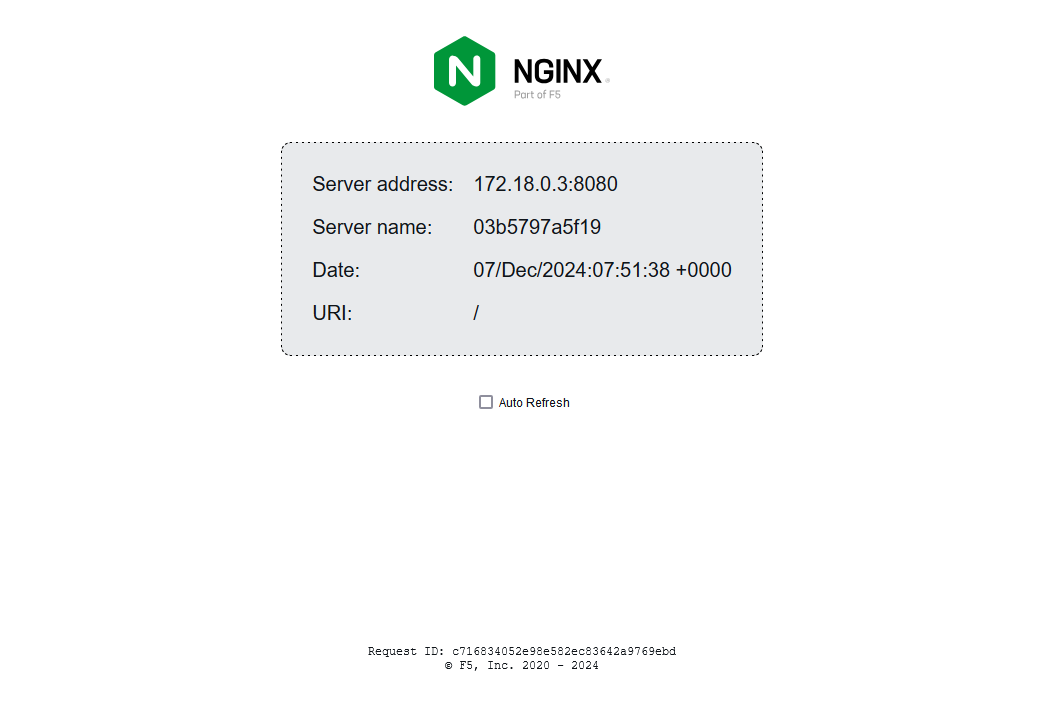 N NGINX
Part of F5
Server address: 172.18.0.3:8080
Server name: 03b5797a5f19
Date: 07/Dec/2024:07:51:38 +0000
URI: /
Auto Refresh
Request ID: c716834052e98e582ec83642a9769ebd
© F5, Inc. 2020 - 2024